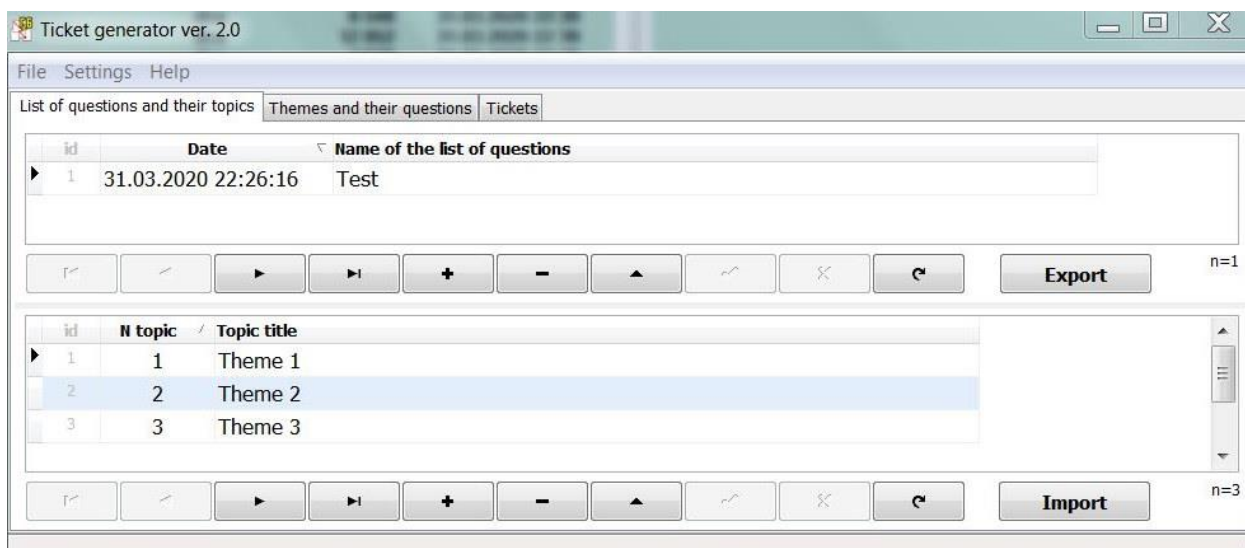 Ticket generator ver. 2.0
File Settings Help
List of questions and their topics Themes and their questions Tickets
id Date Name of the list of questions
1 31.03.2020 22:26:16 Test
Export n=1
id N topic Topic title
1 1 Theme 1
2 2 Theme 2
3 3 Theme 3
Import n=3